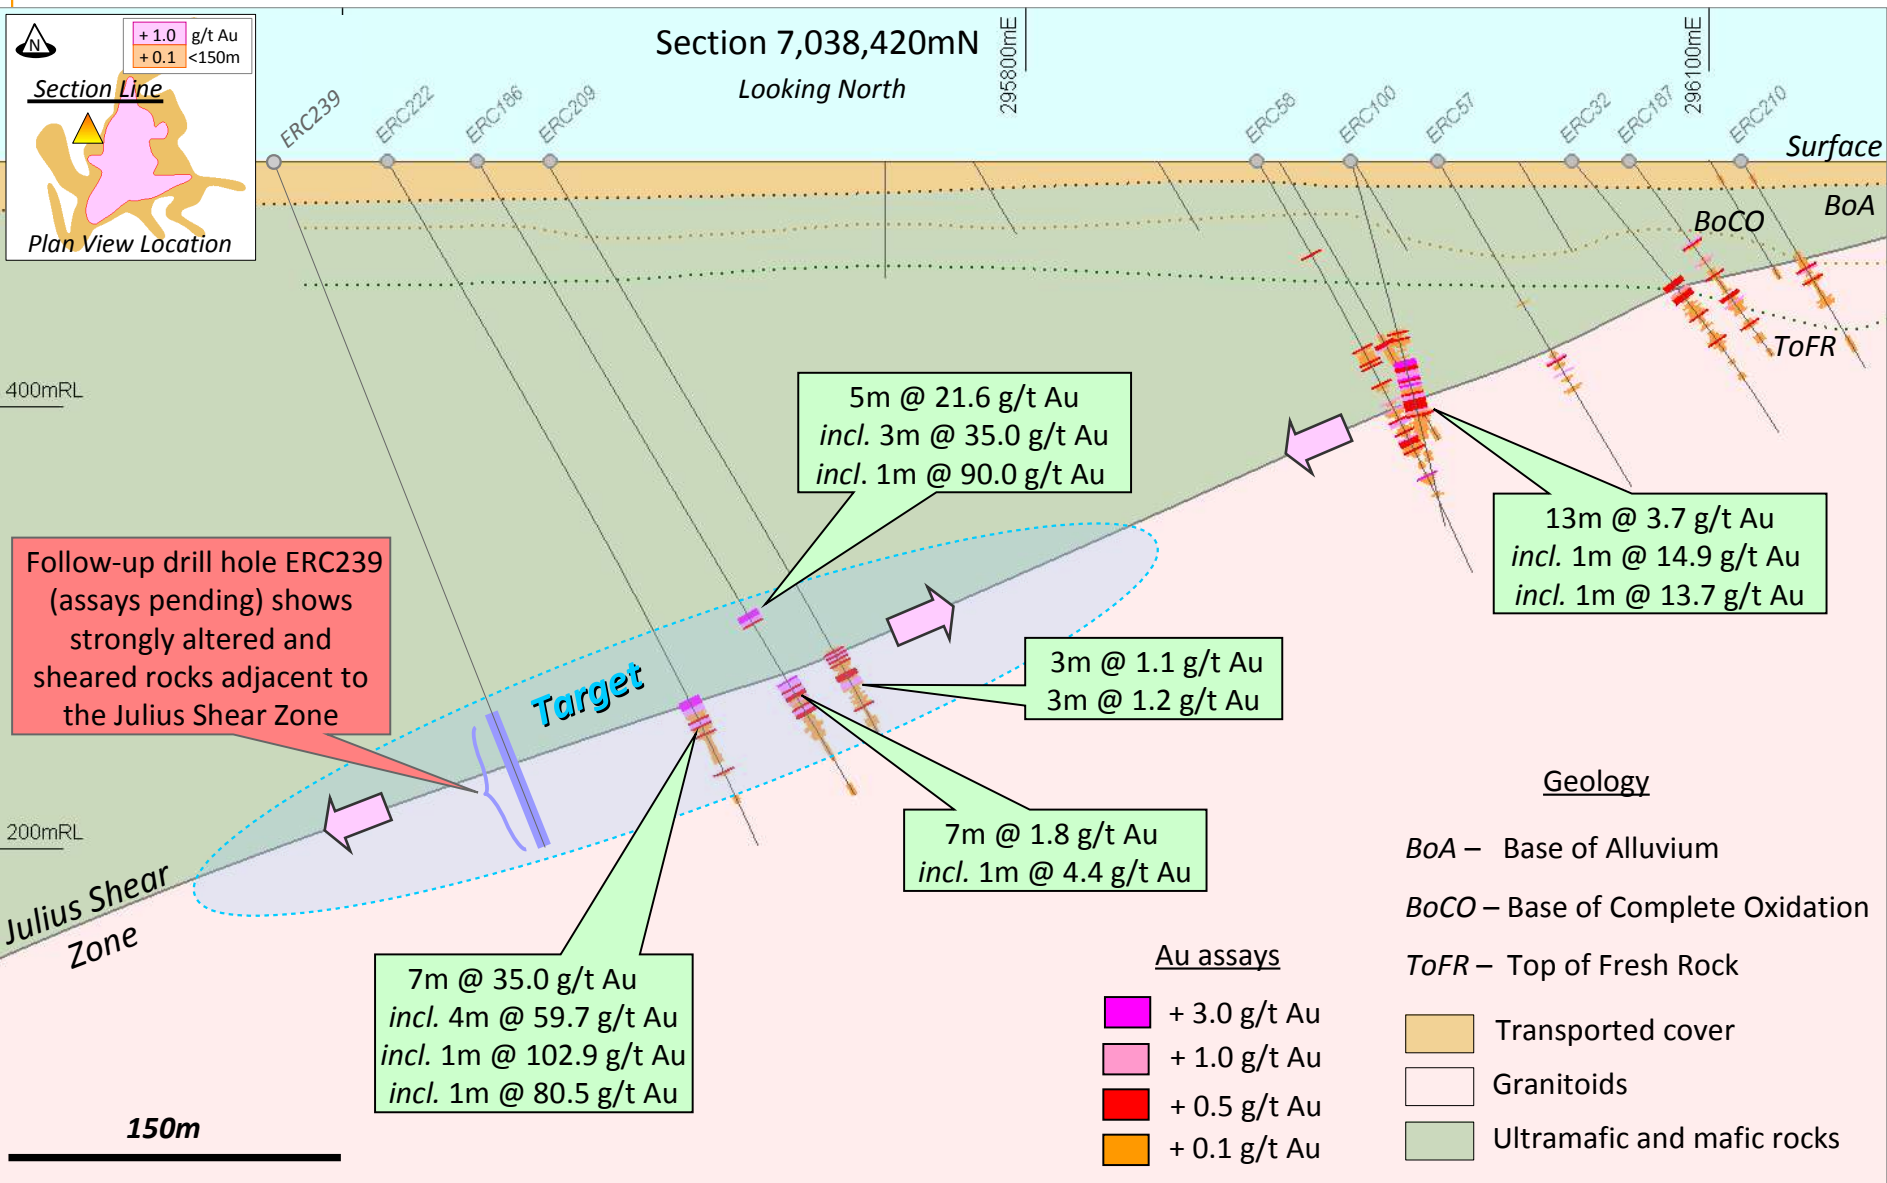 N
+ 1.0 g/t Au
+ 0.1 <150m
Section Line
Plan View Location
Section 7,038,420mN
Looking North
295800mE
296100mE
ERC239
ERC222
ERC186
ERC209
ERC58
ERC100
ERC57
ERC32
ERC187
ERC210
Surface
BoA
BoCO
ToFR
400mRL
200mRL
5m @ 21.6 g/t Au
incl. 3m @ 35.0 g/t Au
incl. 1m @ 90.0 g/t Au
13m @ 3.7 g/t Au
incl. 1m @ 14.9 g/t Au
incl. 1m @ 13.7 g/t Au
Follow-up drill hole ERC239
(assays pending) shows
strongly altered and
sheared rocks adjacent to
the Julius Shear Zone
Target
3m @ 1.1 g/t Au
3m @ 1.2 g/t Au
7m @ 1.8 g/t Au
incl. 1m @ 4.4 g/t Au
Julius Shear
Zone
7m @ 35.0 g/t Au
incl. 4m @ 59.7 g/t Au
incl. 1m @ 102.9 g/t Au
incl. 1m @ 80.5 g/t Au
150m
Au assays
+ 3.0 g/t Au
+ 1.0 g/t Au
+ 0.5 g/t Au
+ 0.1 g/t Au
Geology
BoA – Base of Alluvium
BoCO – Base of Complete Oxidation
ToFR – Top of Fresh Rock
Transported cover
Granitoids
Ultramafic and mafic rocks